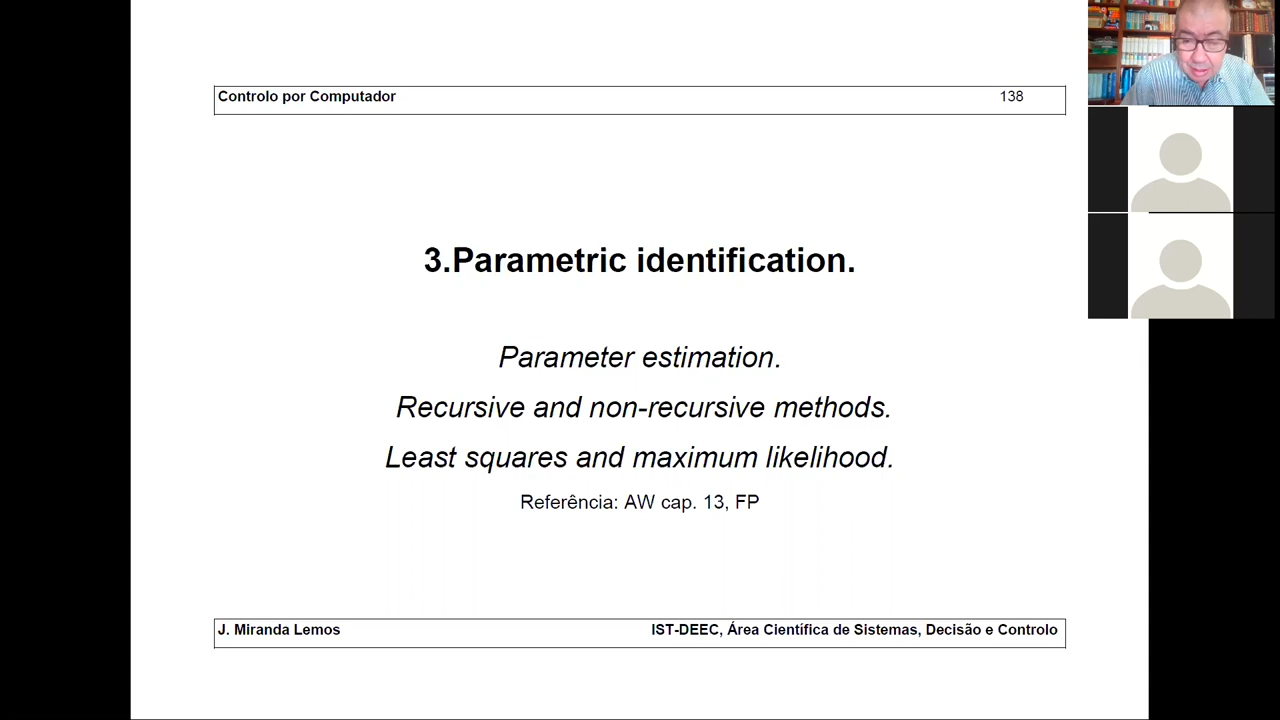 Controlo por Computador 138
3.Parametric identification.
Parameter estimation.
Recursive and non-recursive methods.
Least squares and maximum likelihood.
Referência: AW cap. 13, FP
J. Miranda Lemos IST-DEEC, Área Científica de Sistemas, Decisão e Controlo